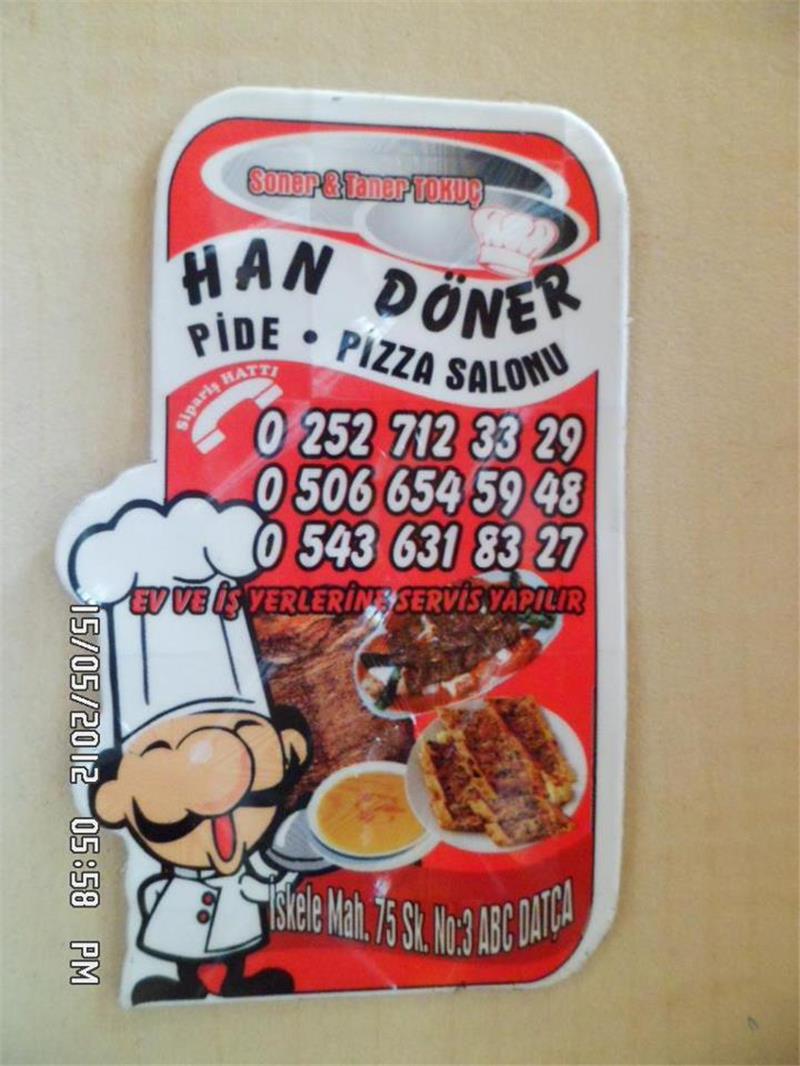 Soner & Taner TOKUÇ
HAN DÖNER
PİDE • PİZZA SALONU
Sipariş HATTI
0 252 712 33 29
0 506 654 59 48
0 543 631 83 27
EV VE İŞ YERLERİNE SERVİS YAPILIR
İskele Mah. 75 Sk. No:3 ABC DATÇA
15/05/2012 05:58 PM